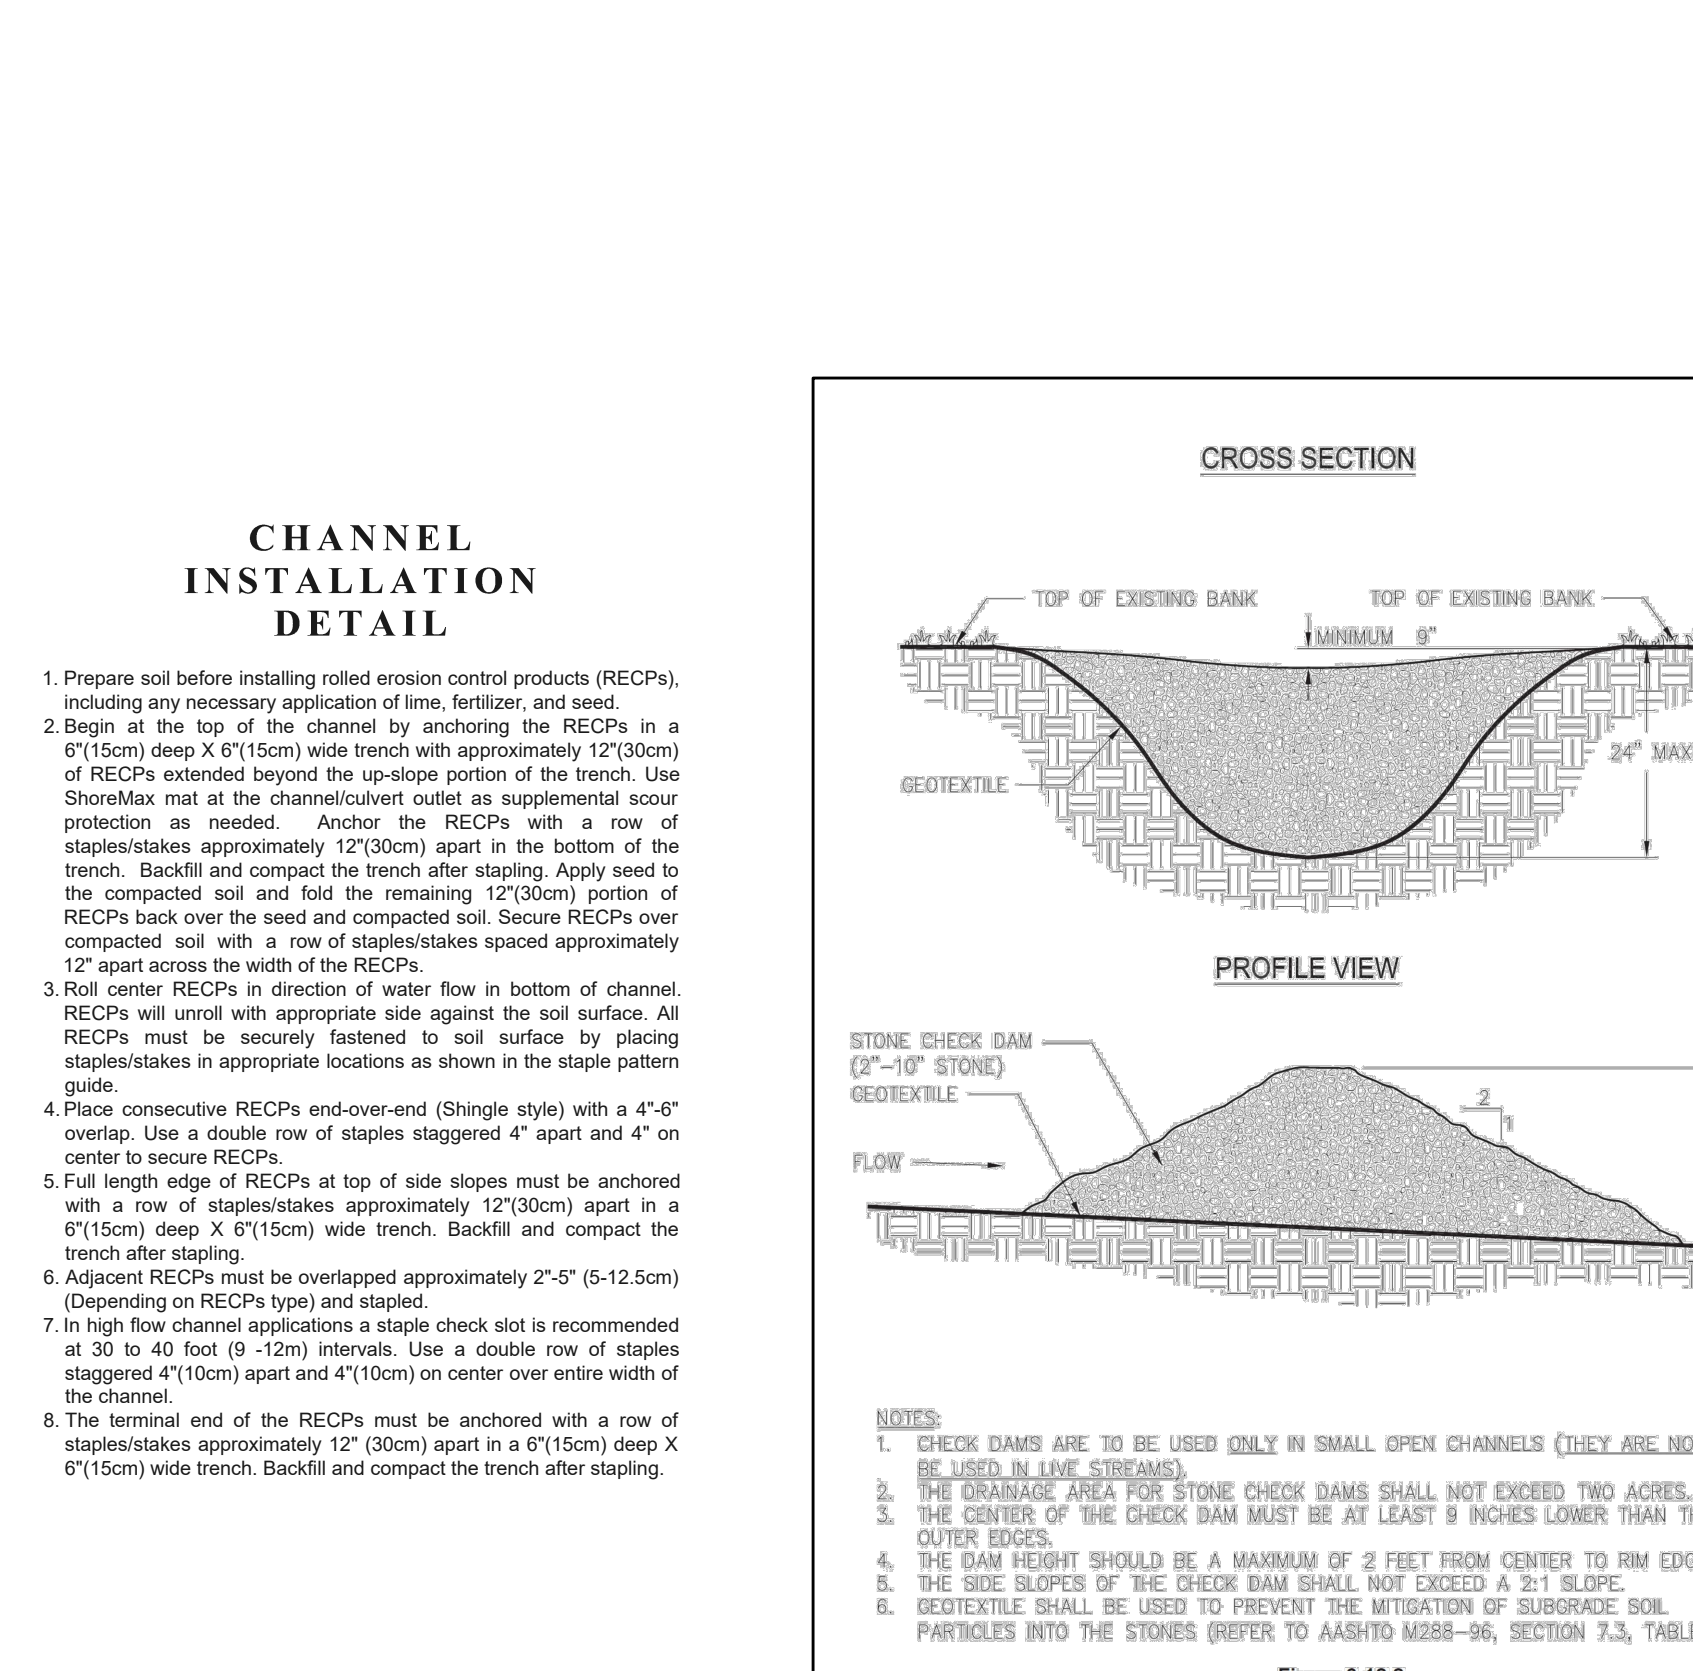 CHANNEL
INSTALLATION
DETAIL
1. Prepare soil before installing rolled erosion control products (RECPs),
including any necessary application of lime, fertilizer, and seed.
2. Begin at the top of the channel by anchoring the RECPs in a
6"(15cm) deep X 6"(15cm) wide trench with approximately 12"(30cm)
of RECPs extended beyond the up-slope portion of the trench. Use
ShoreMax mat at the channel/culvert outlet as supplemental scour
protection as needed. Anchor the RECPs with a row of
staples/stakes approximately 12"(30cm) apart in the bottom of the
trench. Backfill and compact the trench after stapling. Apply seed to
the compacted soil and fold the remaining 12"(30cm) portion of
RECPs back over the seed and compacted soil. Secure RECPs over
compacted soil with a row of staples/stakes spaced approximately
12" apart across the width of the RECPs.
3. Roll center RECPs in direction of water flow in bottom of channel.
RECPs will unroll with appropriate side against the soil surface. All
RECPs must be securely fastened to soil surface by placing
staples/stakes in appropriate locations as shown in the staple pattern
guide.
4. Place consecutive RECPs end-over-end (Shingle style) with a 4"-6"
overlap. Use a double row of staples staggered 4" apart and 4" on
center to secure RECPs.
5. Full length edge of RECPs at top of side slopes must be anchored
with a row of staples/stakes approximately 12"(30cm) apart in a
6"(15cm) deep X 6"(15cm) wide trench. Backfill and compact the
trench after stapling.
6. Adjacent RECPs must be overlapped approximately 2"-5" (5-12.5cm)
(Depending on RECPs type) and stapled.
7. In high flow channel applications a staple check slot is recommended
at 30 to 40 foot (9 -12m) intervals. Use a double row of staples
staggered 4"(10cm) apart and 4"(10cm) on center over entire width of
the channel.
8. The terminal end of the RECPs must be anchored with a row of
staples/stakes approximately 12" (30cm) apart in a 6"(15cm) deep X
6"(15cm) wide trench. Backfill and compact the trench after stapling.
CROSS SECTION
TOP OF EXISTING BANK
TOP OF EXISTING BANK
MINIMUM 9"
24" MAX
GEOTEXTILE
PROFILE VIEW
STONE CHECK DAM
(2"-10" STONE)
GEOTEXTILE
2
1
FLOW
NOTES:
1. CHECK DAMS ARE TO BE USED ONLY IN SMALL OPEN CHANNELS (THEY ARE NO
BE USED IN LIVE STREAMS).
2. THE DRAINAGE AREA FOR STONE CHECK DAMS SHALL NOT EXCEED TWO ACRES.
3. THE CENTER OF THE CHECK DAM MUST BE AT LEAST 9 INCHES LOWER THAN TH
OUTER EDGES.
4. THE DAM HEIGHT SHOULD BE A MAXIMUM OF 2 FEET FROM CENTER TO RIM EDG
5. THE SIDE SLOPES OF THE CHECK DAM SHALL NOT EXCEED A 2:1 SLOPE.
6. GEOTEXTILE SHALL BE USED TO PREVENT THE MITIGATION OF SUBGRADE SOIL
PARTICLES INTO THE STONES (REFER TO AASHTO M288-96, SECTION 7.3, TABLE